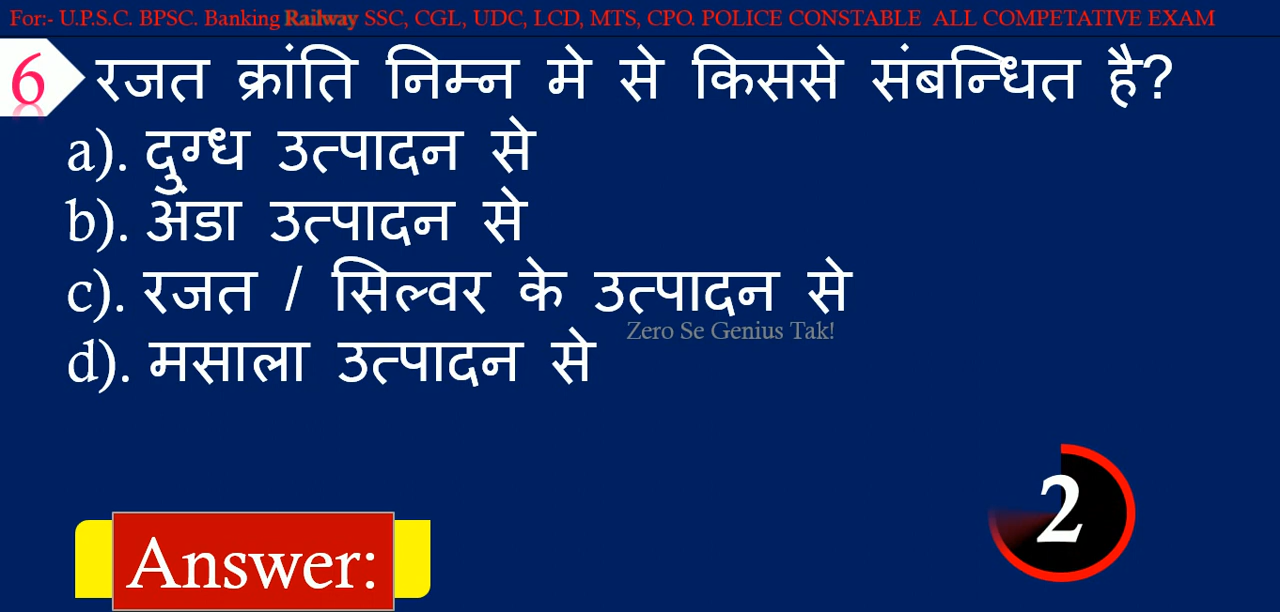 For:- U.P.S.C. BPSC. Banking Railway SSC, CGL, UDC, LCD, MTS, CPO. POLICE CONSTABLE ALL COMPETATIVE EXAM
6 रजत क्रांति निम्न मे से किससे संबन्धित है?
a). दुग्ध उत्पादन से
b). अंडा उत्पादन से
c). रजत / सिल्वर के उत्पादन से
Zero Se Genius Tak!
d). मसाला उत्पादन से
2
Answer: